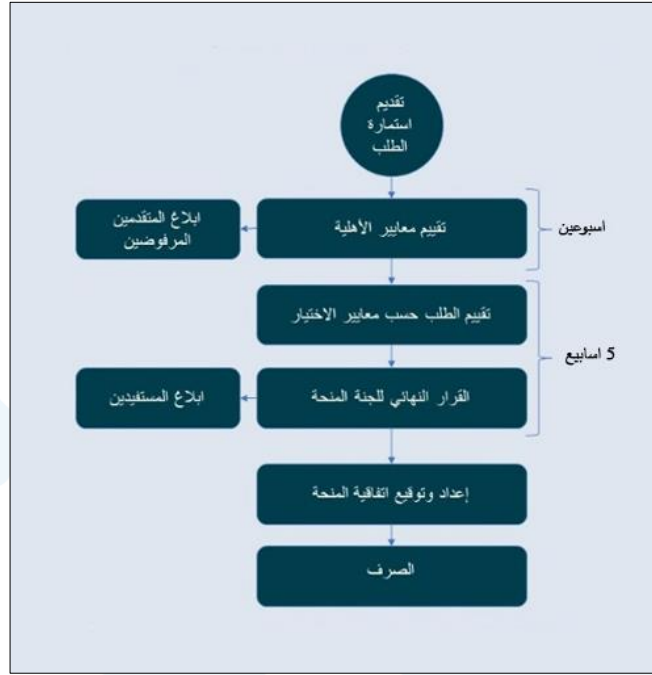 تقديم
استمارة
الطلب
تقييم معايير الأهلية
ابلاغ المتقدمين
المرفوضين
اسبوعين
تقييم الطلب حسب معايير الاختيار
5 اسابيع
القرار النهائي للجنة المنحة
ابلاغ المستفيدين
إعداد وتوقيع اتفاقية المنحة
الصرف